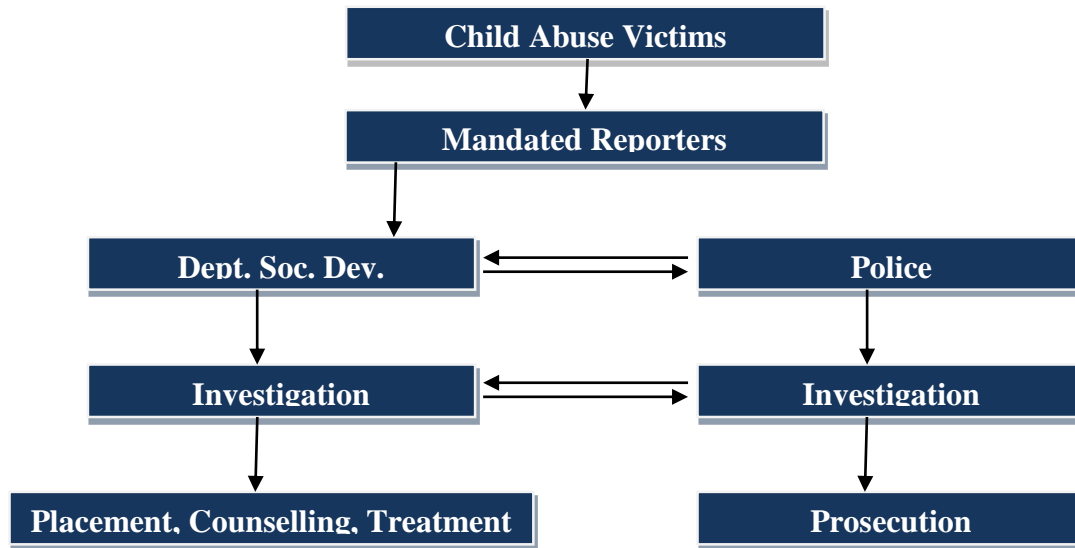 Child Abuse Victims
Mandated Reporters
Dept. Soc. Dev.
Police
Investigation
Investigation
Placement, Counselling, Treatment
Prosecution